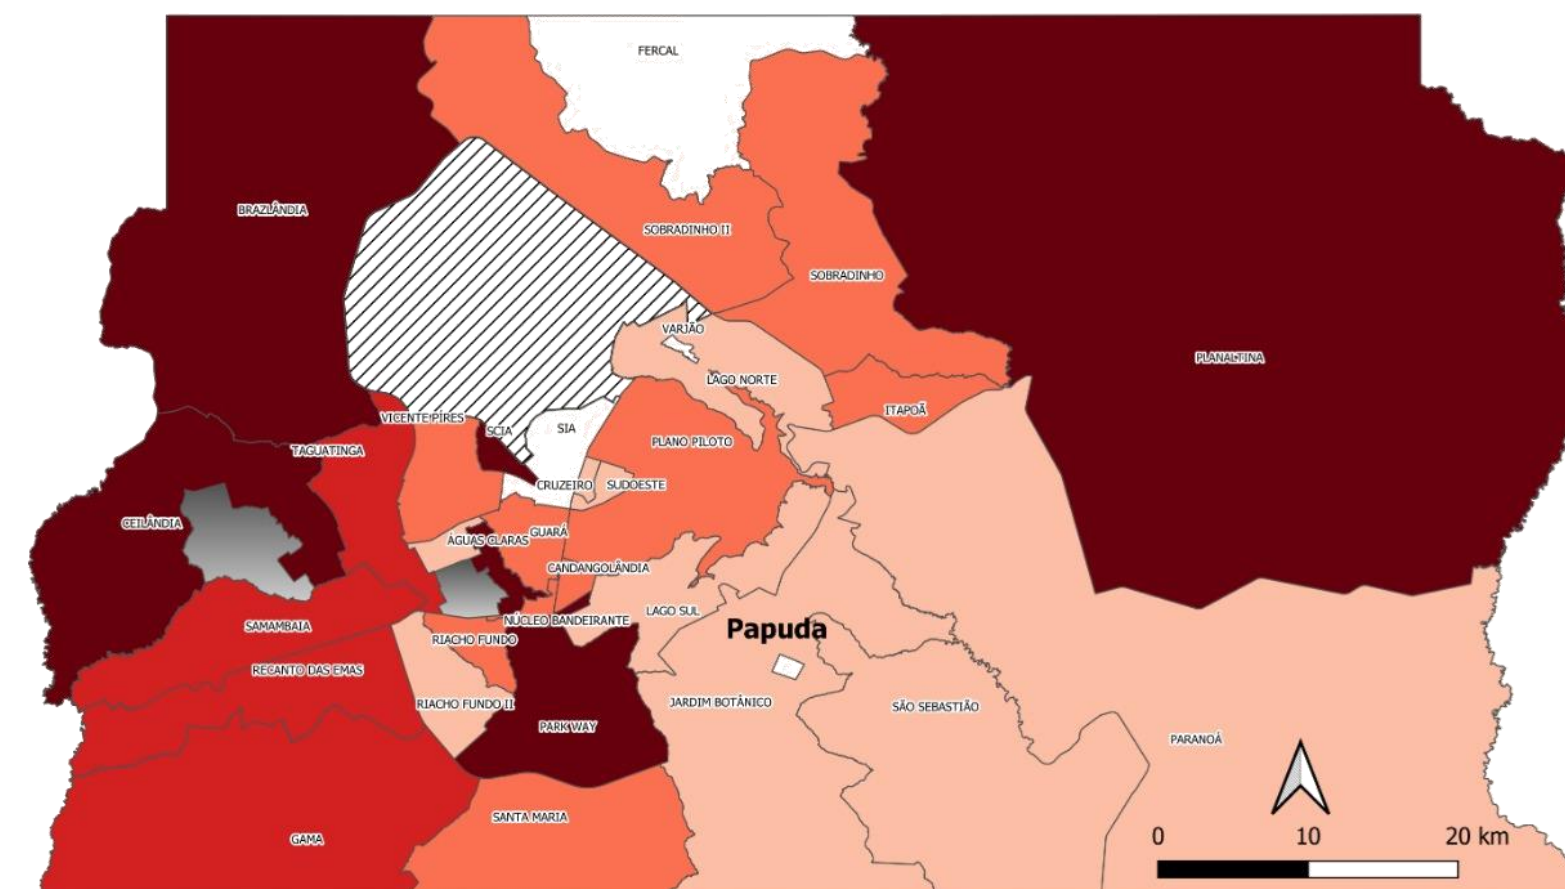 FERCAL
BRAZLÂNDIA
SOBRADINHO II
SOBRADINHO
VARJÃO
PLANALTINA
LAGO NORTE
ITAPOÃ
VICENTE PIRES
SCIA
SIA
PLANO PILOTO
TAGUATINGA
CRUZEIRO
SUDOESTE
CEILÂNDIA
ÁGUAS CLARAS
GUARÁ
CANDANGOLÂNDIA
LAGO SUL
NÚCLEO BANDEIRANTE
SAMAMBAIA
Papuda
RIACHO FUNDO
RECANTO DAS EMAS
RIACHO FUNDO II
JARDIM BOTÂNICO
SÃO SEBASTIÃO
PARK WAY
PARANOÁ
SANTA MARIA
GAMA
0 10 20 km